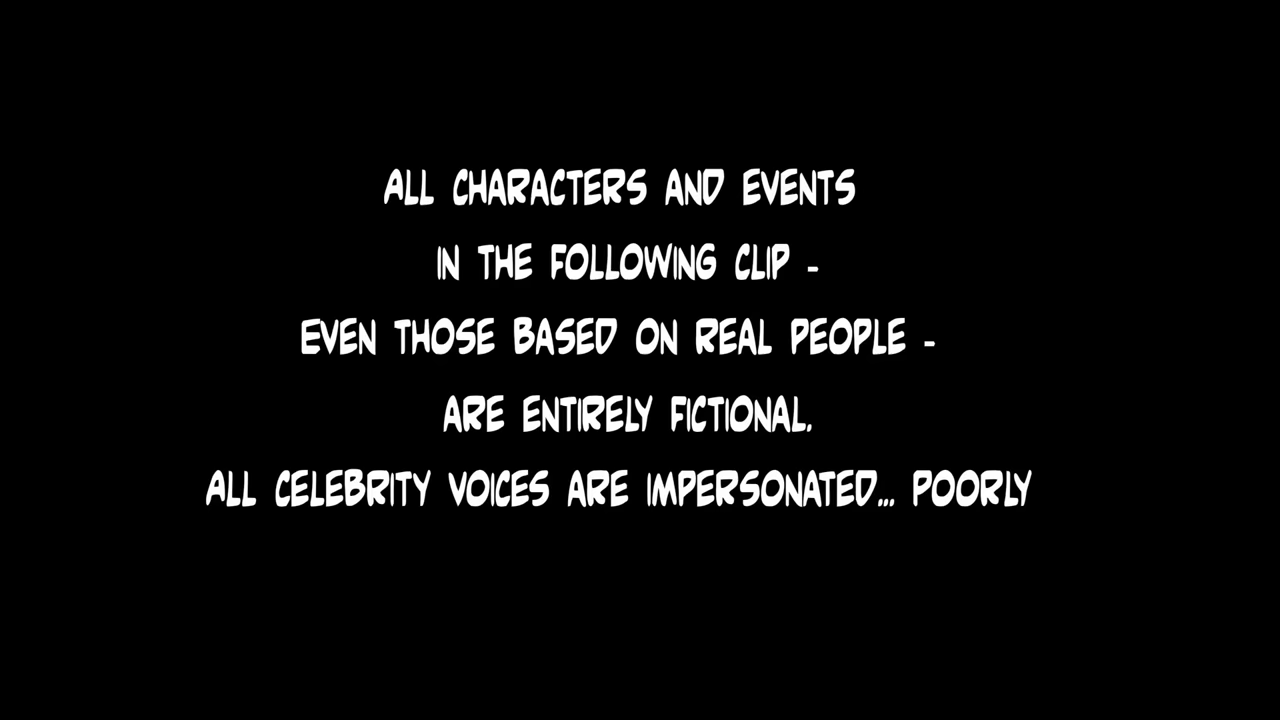 ALL CHARACTERS AND EVENTS
IN THE FOLLOWING CLIP -
EVEN THOSE BASED ON REAL PEOPLE -
ARE ENTIRELY FICTIONAL.
ALL CELEBRITY VOICES ARE IMPERSONATED... POORLY